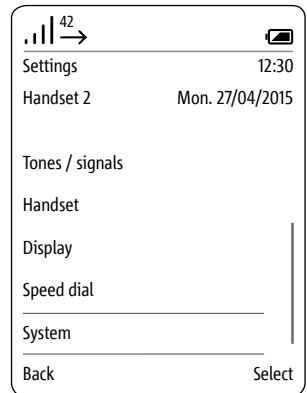 42
Settings 12:30
Handset 2 Mon. 27/04/2015
Tones / signals
Handset
Display
Speed dial
System
Back Select